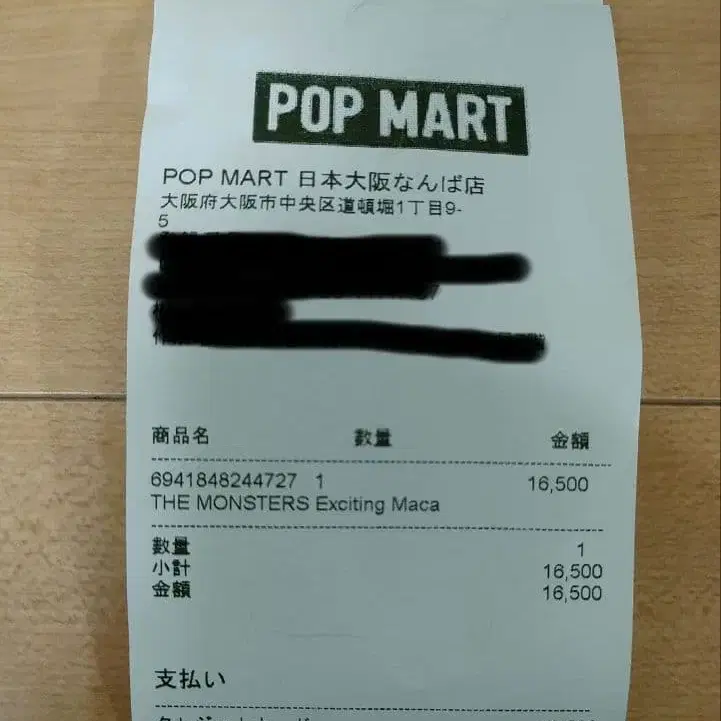 POP MART
POP MART 日本大阪なんば店
大阪府大阪市中央区道頓堀1丁目9-
5
商品名 数量 金額
6941848244727 1 16,500
THE MONSTERS Exciting Maca
数量 1
小計 16,500
金額 16,500
支払い